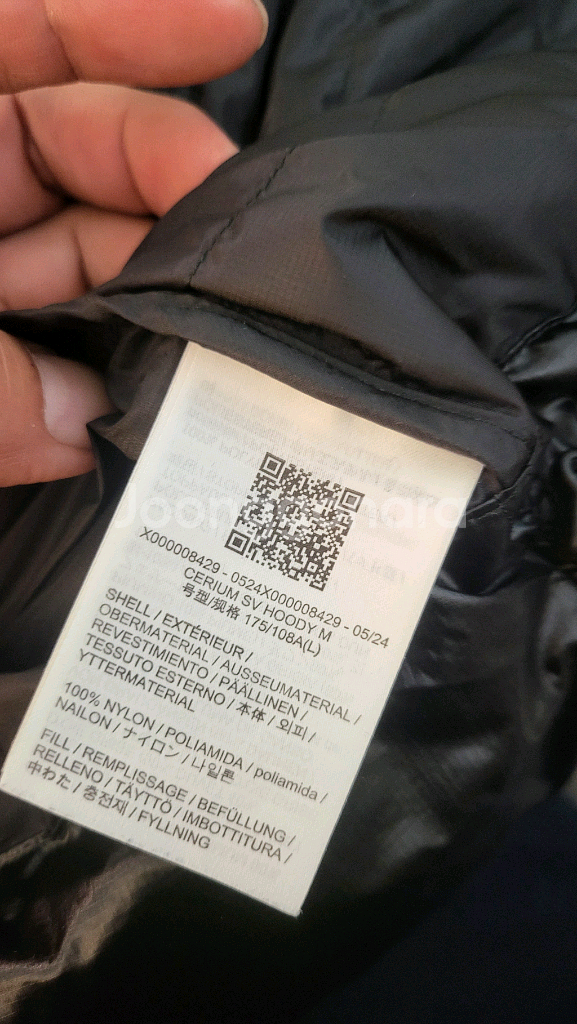 Joongonara
X000008429 - 0524X000008429 - 05/24
CERIUM SV HOODY M
号型/规格 175/108A(L)
SHELL / EXTÉRIEUR /
OBERMATERIAL / AUSSEUMATERIAL /
REVESTIMIENTO / PÄÄLLINEN /
TESSUTO ESTERNO / 本体 / 외피 /
YTTERMATERIAL
100% NYLON / POLIAMIDA / poliamida /
NAILON / ナイロン / 나일론
FILL / REMPLISSAGE / BEFÜLLUNG /
RELLENO / TÄYTTÖ / IMBOTTITURA /
中わた / 충전재 / FYLLNING